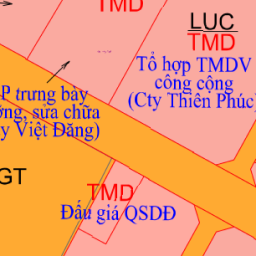 TMD
LUC
TMD
Tổ hợp TMDV
công cộng
(Cty Thiên Phúc)
P trưng bày
ng, sửa chữa
y Việt Đăng)
GT
TMD
Đấu giá QSDĐ